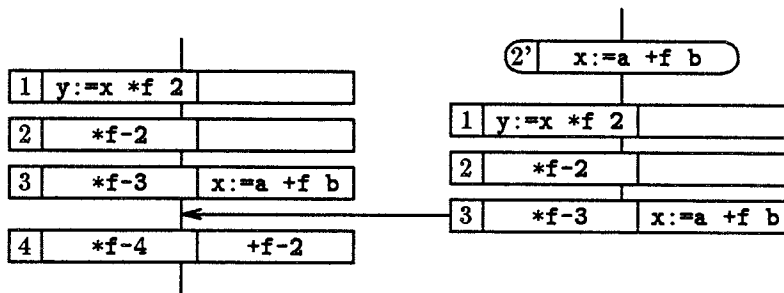 1 y:=x *f 2
2 *f-2
3 *f-3 x:=a +f b
4 *f-4 +f-2
2' x:=a +f b
1 y:=x *f 2
2 *f-2
3 *f-3 x:=a +f b